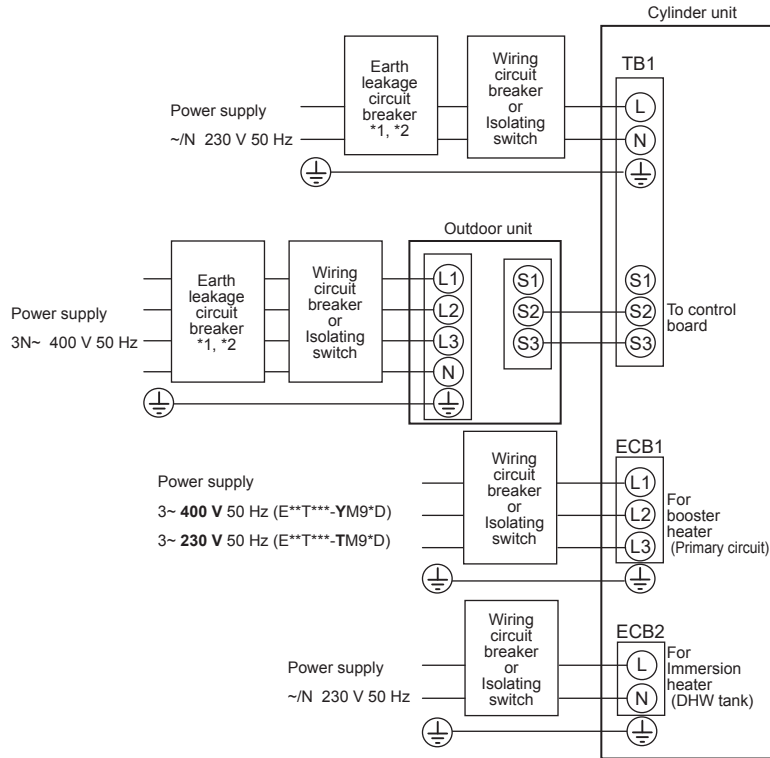 Cylinder unit
TB1
Earth
leakage
circuit
breaker
*1, *2
Wiring
circuit
breaker
or
Isolating
switch
Power supply
~/N 230 V 50 Hz
L
N
Outdoor unit
Power supply
3N~ 400 V 50 Hz
Earth
leakage
circuit
breaker
*1, *2
Wiring
circuit
breaker
or
Isolating
switch
L1
L2
L3
N
S1
S2
S3
S1
S2
S3
To control
board
ECB1
Power supply
3~ 400 V 50 Hz (E**T***-YM9*D)
3~ 230 V 50 Hz (E**T***-TM9*D)
Wiring
circuit
breaker
or
Isolating
switch
L1
L2
L3
For
booster
heater
(Primary circuit)
ECB2
Power supply
~/N 230 V 50 Hz
Wiring
circuit
breaker
or
Isolating
switch
L
N
For
Immersion
heater
(DHW tank)